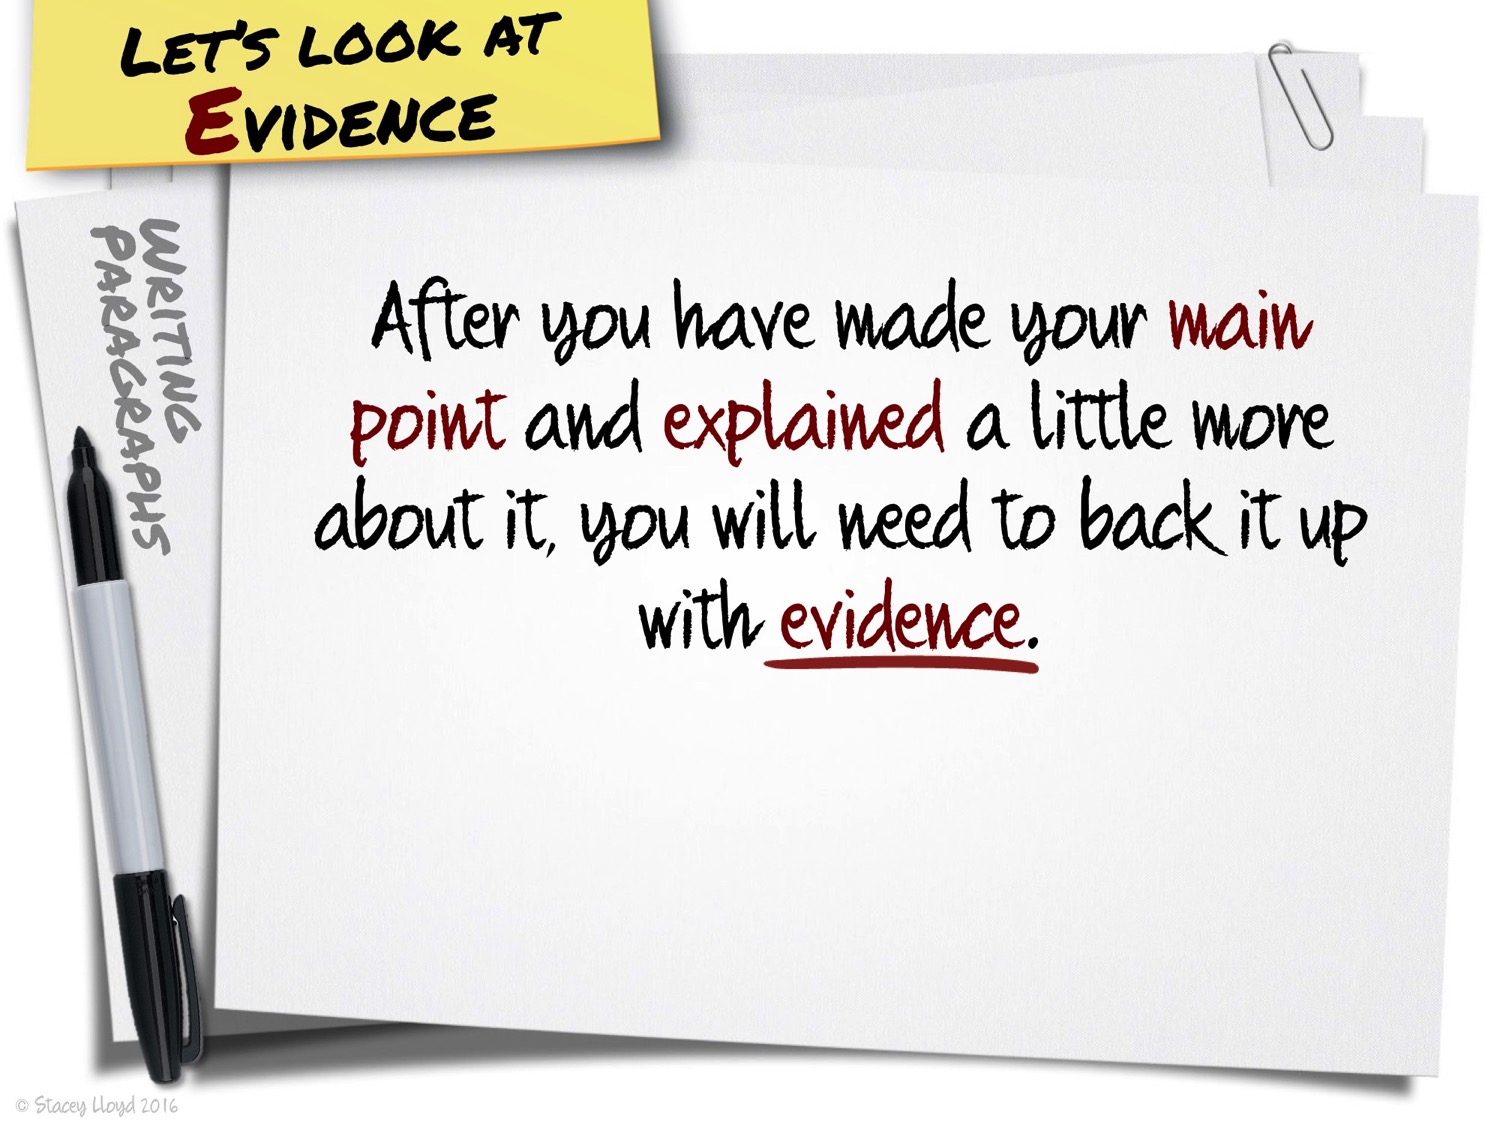 LET'S LOOK AT
EVIDENCE
WRITING
PARAGRAPHS
After you have made your main
point and explained a little more
about it, you will need to back it up
with evidence.
© Stacey Lloyd 2016